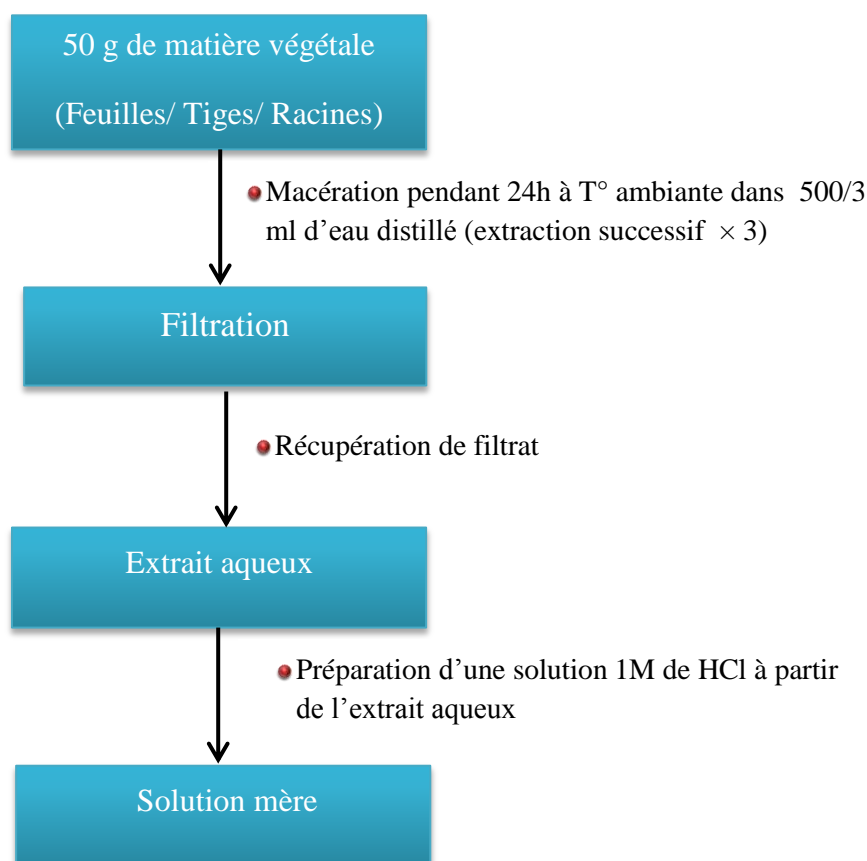 50 g de matière végétale
(Feuilles/ Tiges/ Racines)
Macération pendant 24h à T° ambiante dans 500/3
ml d’eau distillé (extraction successif × 3)
Filtration
Récupération de filtrat
Extrait aqueux
Préparation d’une solution 1M de HCl à partir
de l’extrait aqueux
Solution mère